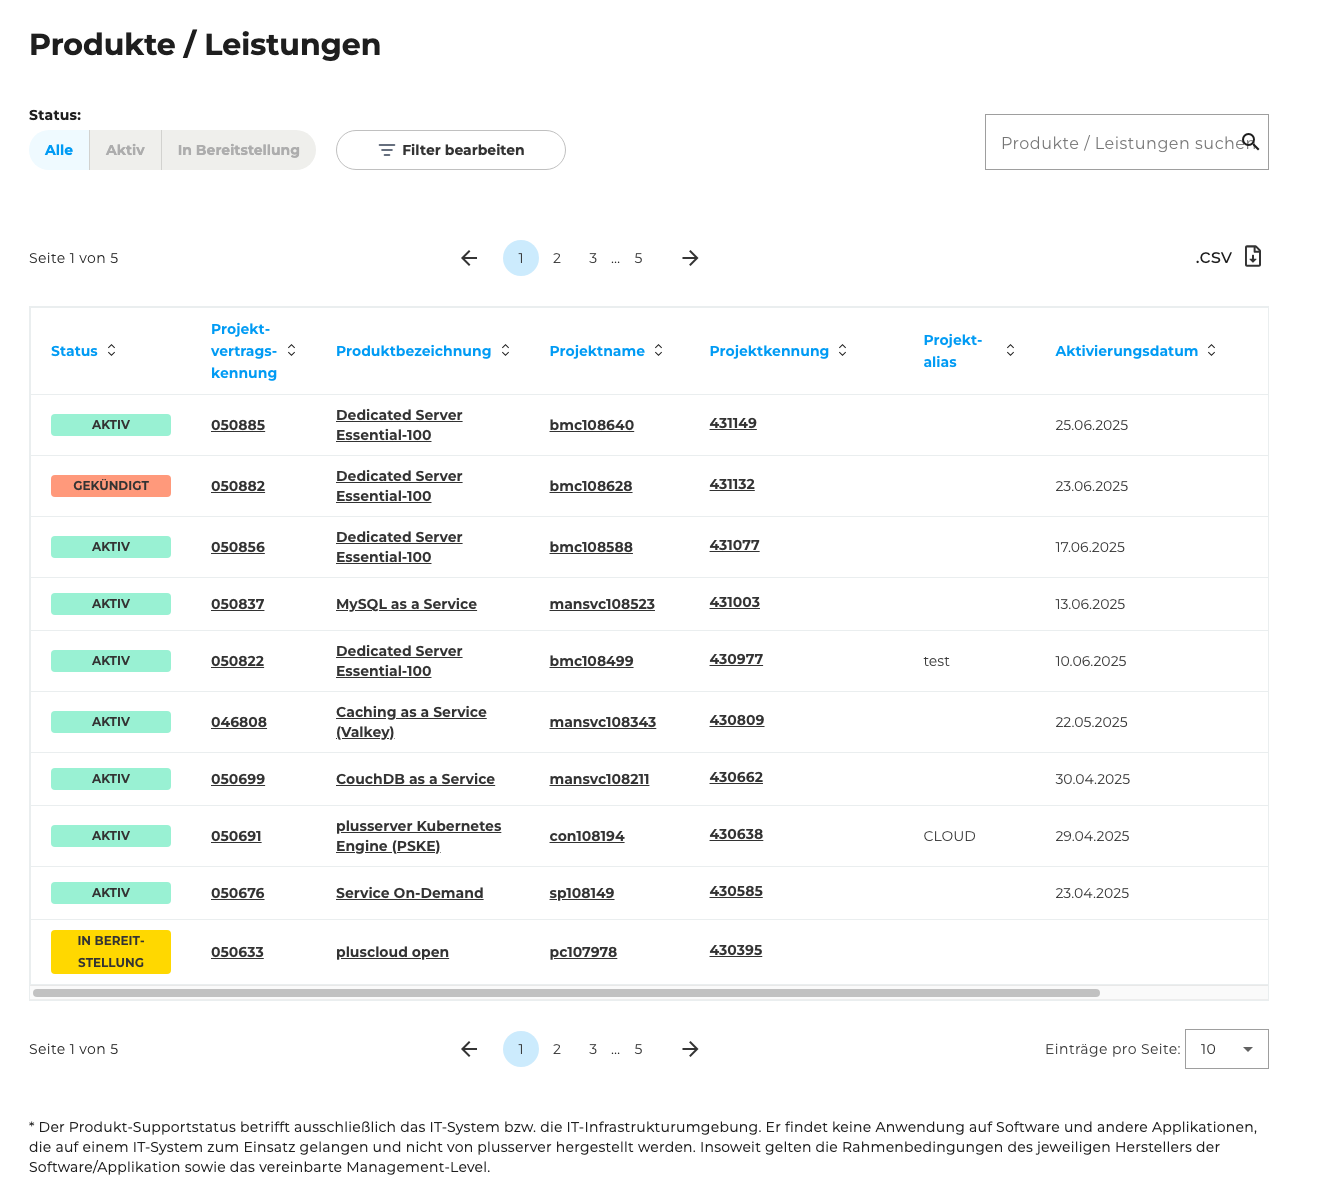 Produkte / Leistungen
Status:
Alle Aktiv In Bereitstellung Filter bearbeiten Produkte / Leistungen suchen
Seite 1 von 5 1 2 3 ... 5 .CSV
Status Projekt-
vertrags-
kennung Produktbezeichnung Projektname Projektkennung Projekt-
alias Aktivierungsdatum
AKTIV 050885 Dedicated Server
Essential-100 bmc108640 431149 25.06.2025
GEKÜNDIGT 050882 Dedicated Server
Essential-100 bmc108628 431132 23.06.2025
AKTIV 050856 Dedicated Server
Essential-100 bmc108588 431077 17.06.2025
AKTIV 050837 MySQL as a Service mansvc108523 431003 13.06.2025
AKTIV 050822 Dedicated Server
Essential-100 bmc108499 430977 test 10.06.2025
AKTIV 046808 Caching as a Service
(Valkey) mansvc108343 430809 22.05.2025
AKTIV 050699 CouchDB as a Service mansvc108211 430662 30.04.2025
AKTIV 050691 plusserver Kubernetes
Engine (PSKE) con108194 430638 CLOUD 29.04.2025
AKTIV 050676 Service On-Demand sp108149 430585 23.04.2025
IN BEREIT-
STELLUNG 050633 pluscloud open pc107978 430395
Seite 1 von 5 1 2 3 ... 5 Einträge pro Seite: 10
* Der Produkt-Supportstatus betrifft ausschließlich das IT-System bzw. die IT-Infrastrukturumgebung. Er findet keine Anwendung auf Software und andere Applikationen,
die auf einem IT-System zum Einsatz gelangen und nicht von plusserver hergestellt werden. Insoweit gelten die Rahmenbedingungen des jeweiligen Herstellers der
Software/Applikation sowie das vereinbarte Management-Level.